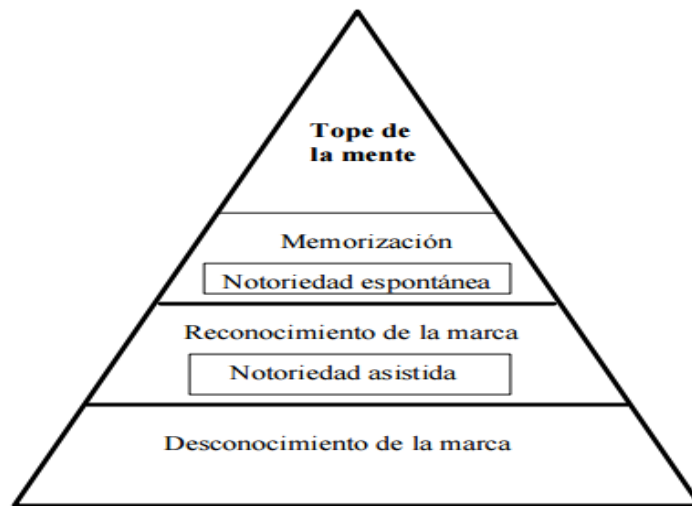 Tope de
la mente
Memorización
Notoriedad espontánea
Reconocimiento de la marca
Notoriedad asistida
Desconocimiento de la marca